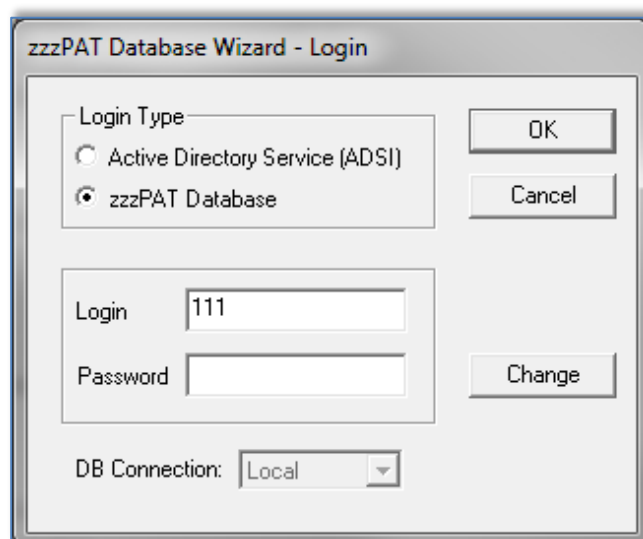 zzzPAT Database Wizard - Login
Login Type
Active Directory Service (ADSI)
zzzPAT Database
OK
Cancel
Login 111
Password
Change
DB Connection: Local